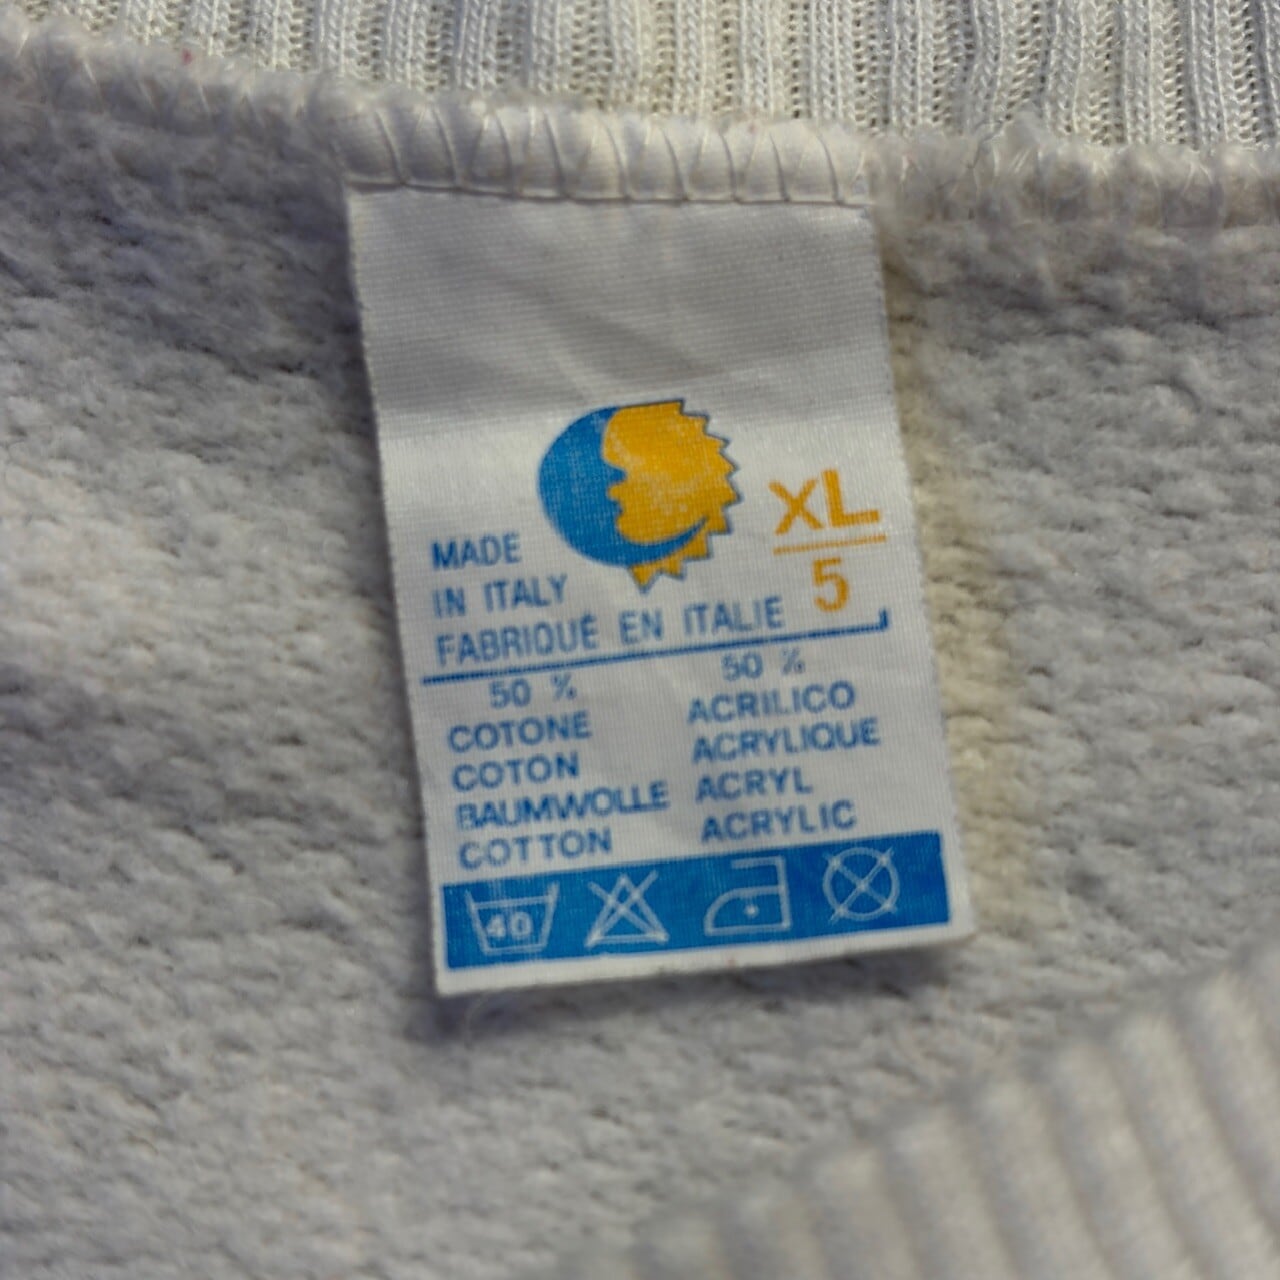 XL
5
MADE
IN ITALY
FABRIQUÉ EN ITALIE
50 % 50 %
COTONE ACRILICO
COTON ACRYLIQUE
BAUMWOLLE ACRYL
COTTON ACRYLIC
40